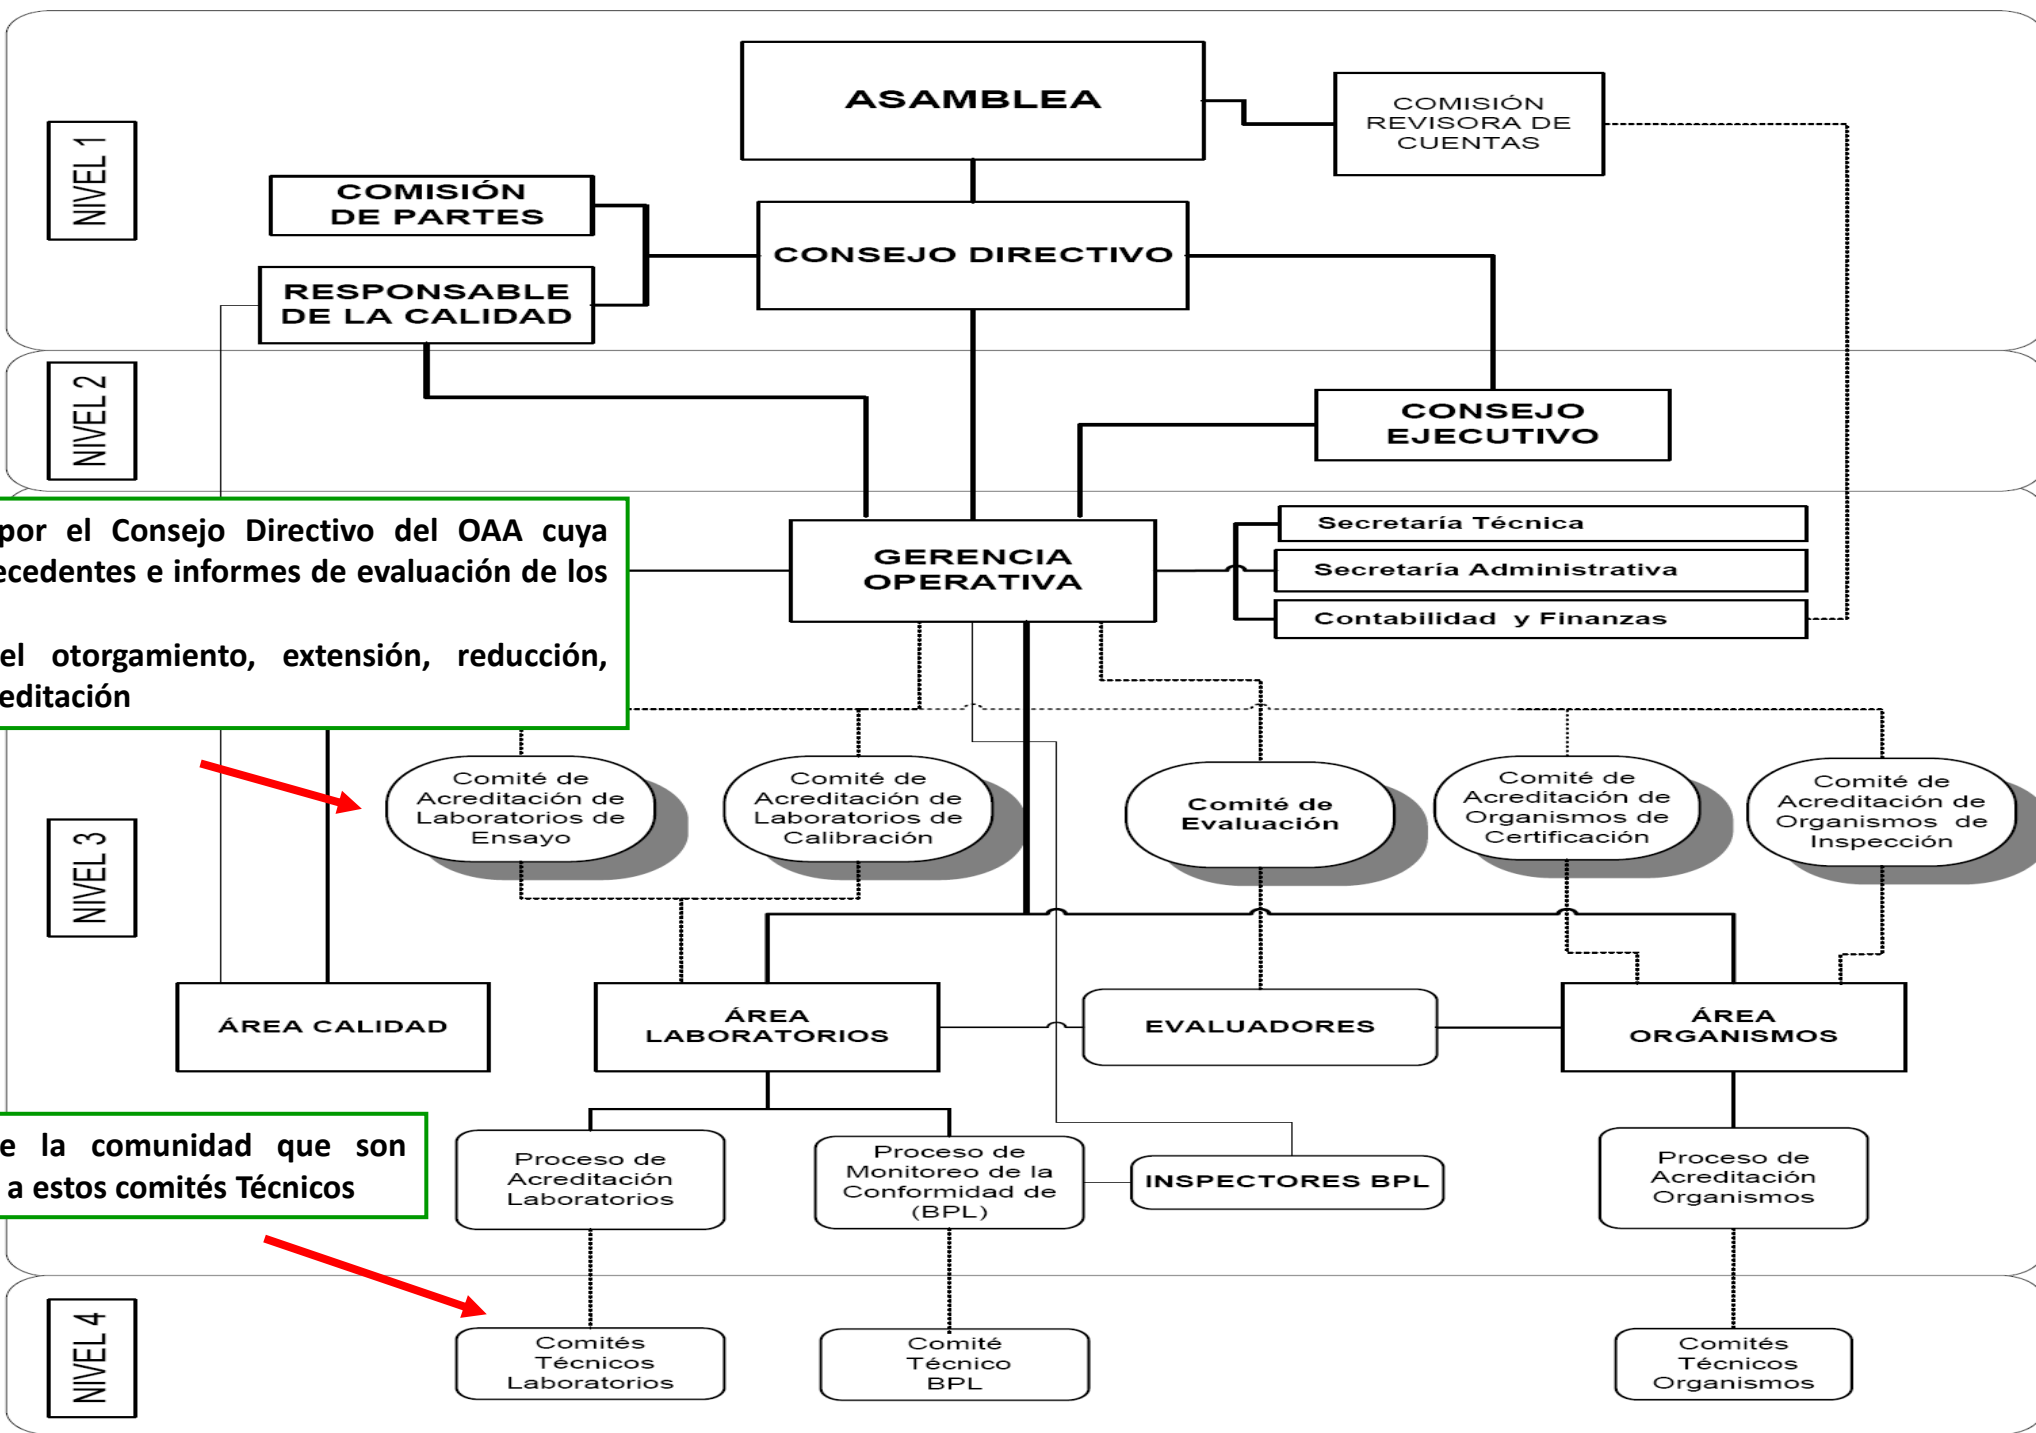 NIVEL 1
ASAMBLEA
COMISIÓN
REVISORA DE
CUENTAS
COMISIÓN
DE PARTES
CONSEJO DIRECTIVO
RESPONSABLE
DE LA CALIDAD
NIVEL 2
CONSEJO
EJECUTIVO
por el Consejo Directivo del OAA cuya
ecedentes e informes de evaluación de los
el otorgamiento, extensión, reducción,
editación
GERENCIA
OPERATIVA
Secretaría Técnica
Secretaría Administrativa
Contabilidad y Finanzas
NIVEL 3
Comité de
Acreditación de
Laboratorios de
Ensayo
Comité de
Acreditación de
Laboratorios de
Calibración
Comité de
Evaluación
Comité de
Acreditación de
Organismos de
Certificación
Comité de
Acreditación de
Organismos de
Inspección
ÁREA CALIDAD
ÁREA
LABORATORIOS
EVALUADORES
ÁREA
ORGANISMOS
e la comunidad que son
a estos comités Técnicos
Proceso de
Acreditación
Laboratorios
Proceso de
Monitoreo de la
Conformidad de
(BPL)
INSPECTORES BPL
Proceso de
Acreditación
Organismos
NIVEL 4
Comités
Técnicos
Laboratorios
Comité
Técnico
BPL
Comités
Técnicos
Organismos